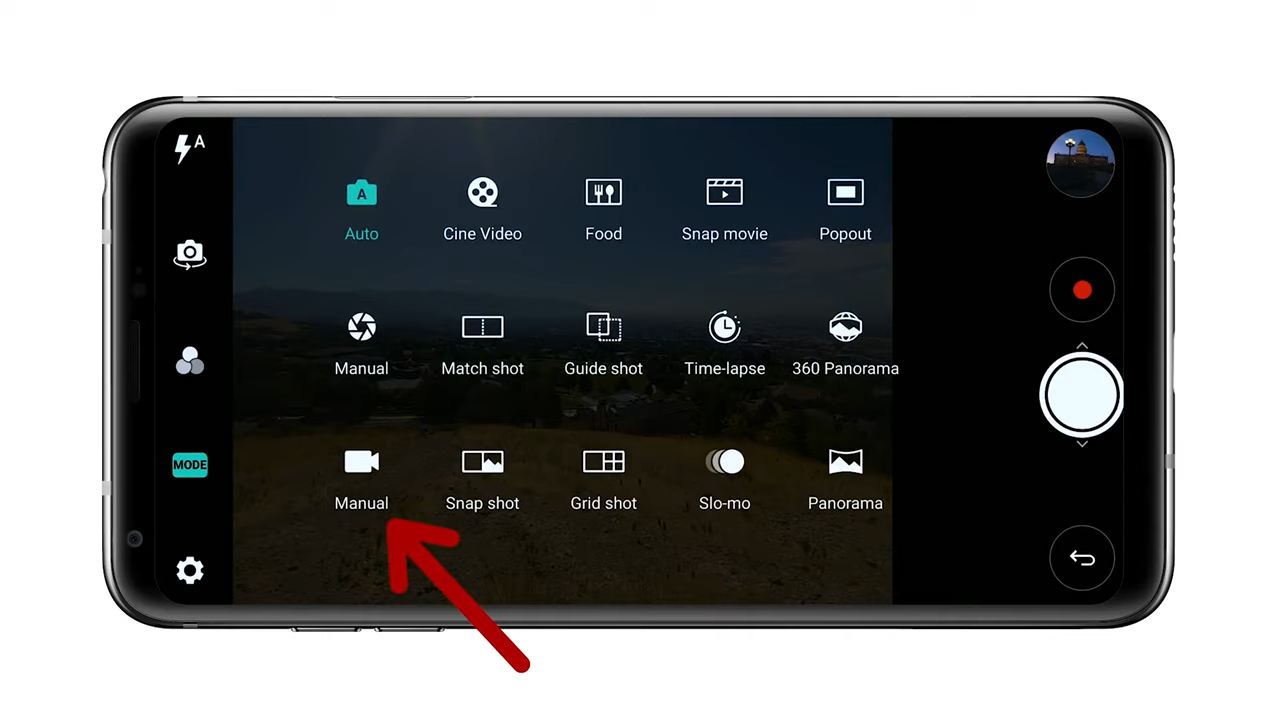 A
A
Auto
Cine Video
Food
Snap movie
Popout
Manual
Match shot
Guide shot
Time-lapse
360 Panorama
MODE
Manual
Snap shot
Grid shot
Slo-mo
Panorama